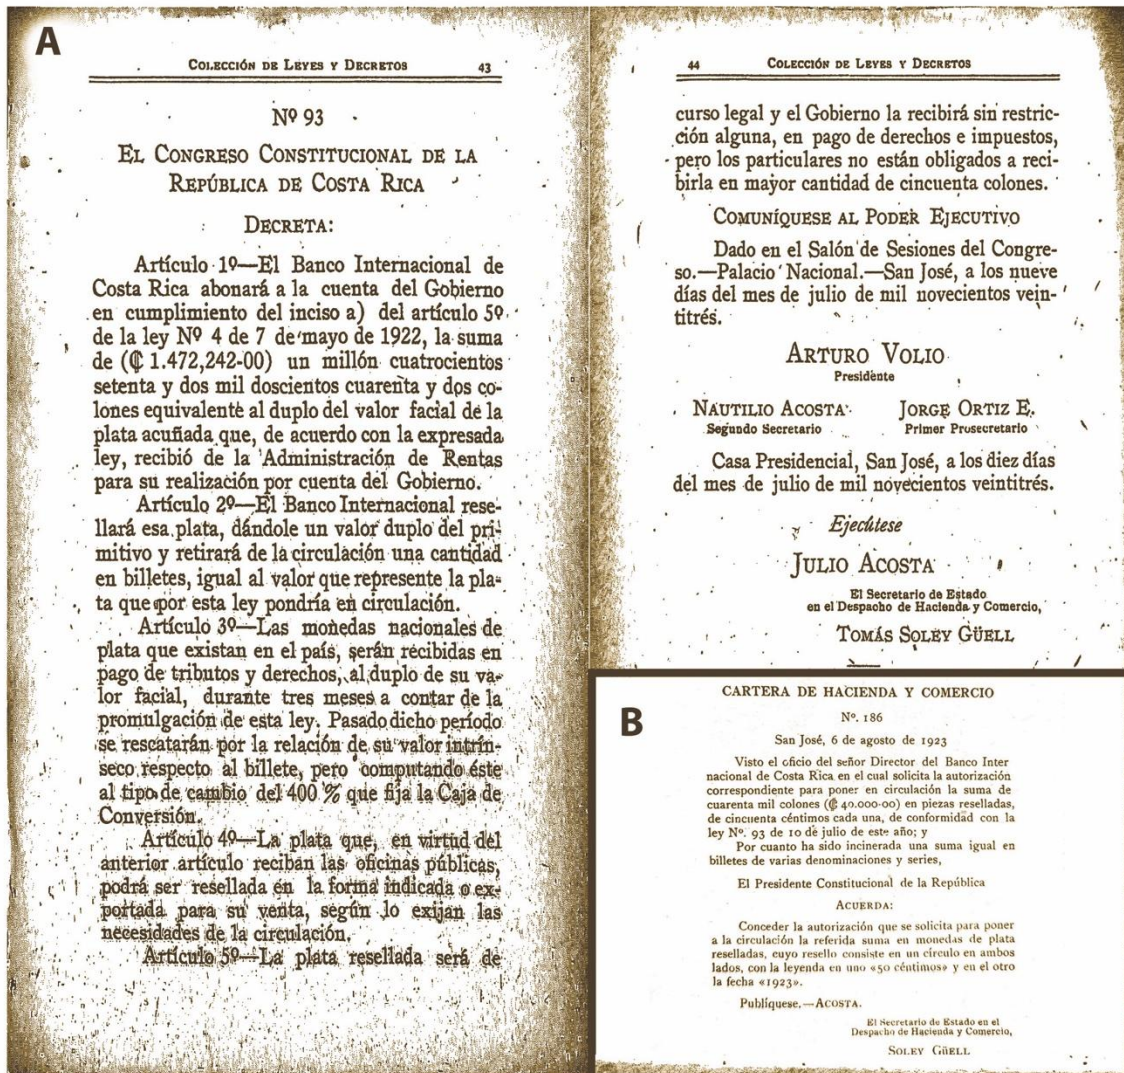 A
COLECCIÓN DE LEYES Y DECRETOS 43
Nº 93
EL CONGRESO CONSTITUCIONAL DE LA
REPÚBLICA DE COSTA RICA
DECRETA:
Artículo 1º—El Banco Internacional de
Costa Rica abonará a la cuenta del Gobierno
en cumplimiento del inciso a) del artículo 5º
de la ley Nº 4 de 7 de mayo de 1922, la suma
de (₡ 1.472,242-00) un millón cuatrocientos
setenta y dos mil doscientos cuarenta y dos co-
lones equivalente al duplo del valor facial de la
plata acuñada que, de acuerdo con la expresada
ley, recibió de la Administración de Rentas
para su realización por cuenta del Gobierno.
Artículo 2º—El Banco Internacional rese-
llará esa plata, dándole un valor duplo del pri-
mitivo y retirará de la circulación una cantidad
en billetes, igual al valor que represente la pla-
ta que por esta ley pondría en circulación.
Artículo 3º—Las monedas nacionales de
plata que existan en el país, serán recibidas en
pago de tributos y derechos, al duplo de su va-
lor facial, durante tres meses a contar de la
promulgación de esta ley. Pasado dicho período
se rescatarán por la relación de su valor intrín-
seco respecto al billete, pero computando éste
al tipo de cambio del 400 % que fija la Caja de
Conversión.
Artículo 4º—La plata que, en virtud del
anterior artículo reciban las oficinas públicas,
podrá ser resellada en la forma indicada o ex-
portada para su venta, según lo exijan las
necesidades de la circulación.
Artículo 5º—La plata resellada será de
44 COLECCIÓN DE LEYES Y DECRETOS
curso legal y el Gobierno la recibirá sin restric-
ción alguna, en pago de derechos e impuestos,
pero los particulares no están obligados a reci-
birla en mayor cantidad de cincuenta colones.
COMUNÍQUESE AL PODER EJECUTIVO
Dado en el Salón de Sesiones del Congre-
so.—Palacio Nacional.—San José, a los nueve
días del mes de julio de mil novecientos vein-
titrés.
ARTURO VOLIO
Presidente
NAUTILIO ACOSTA JORGE ORTIZ E.
Segundo Secretario Primer Prosecretario
Casa Presidencial, San José, a los diez días
del mes de julio de mil novecientos veintitrés.
Ejecútese
JULIO ACOSTA
El Secretario de Estado
en el Despacho de Hacienda y Comercio,
TOMÁS SOLEY GÜELL
B
CARTERA DE HACIENDA Y COMERCIO
Nº. 186
San José, 6 de agosto de 1923
Visto el oficio del señor Director del Banco Inter
nacional de Costa Rica en el cual solicita la autorización
correspondiente para poner en circulación la suma de
cuarenta mil colones (₡ 40.000-00) en piezas reselladas,
de cincuenta céntimos cada una, de conformidad con la
ley Nº. 93 de 10 de julio de este año; y
Por cuanto ha sido incinerada una suma igual en
billetes de varias denominaciones y series,
El Presidente Constitucional de la República
ACUERDA:
Conceder la autorización que se solicita para poner
a la circulación la referida suma en monedas de plata
reselladas, cuyo resello consiste en un círculo en ambos
lados, con la leyenda en uno «50 céntimos» y en el otro
la fecha «1923».
Publíquese.—ACOSTA.
El Secretario de Estado en el
Despacho de Hacienda y Comercio,
SOLEY GÜELL